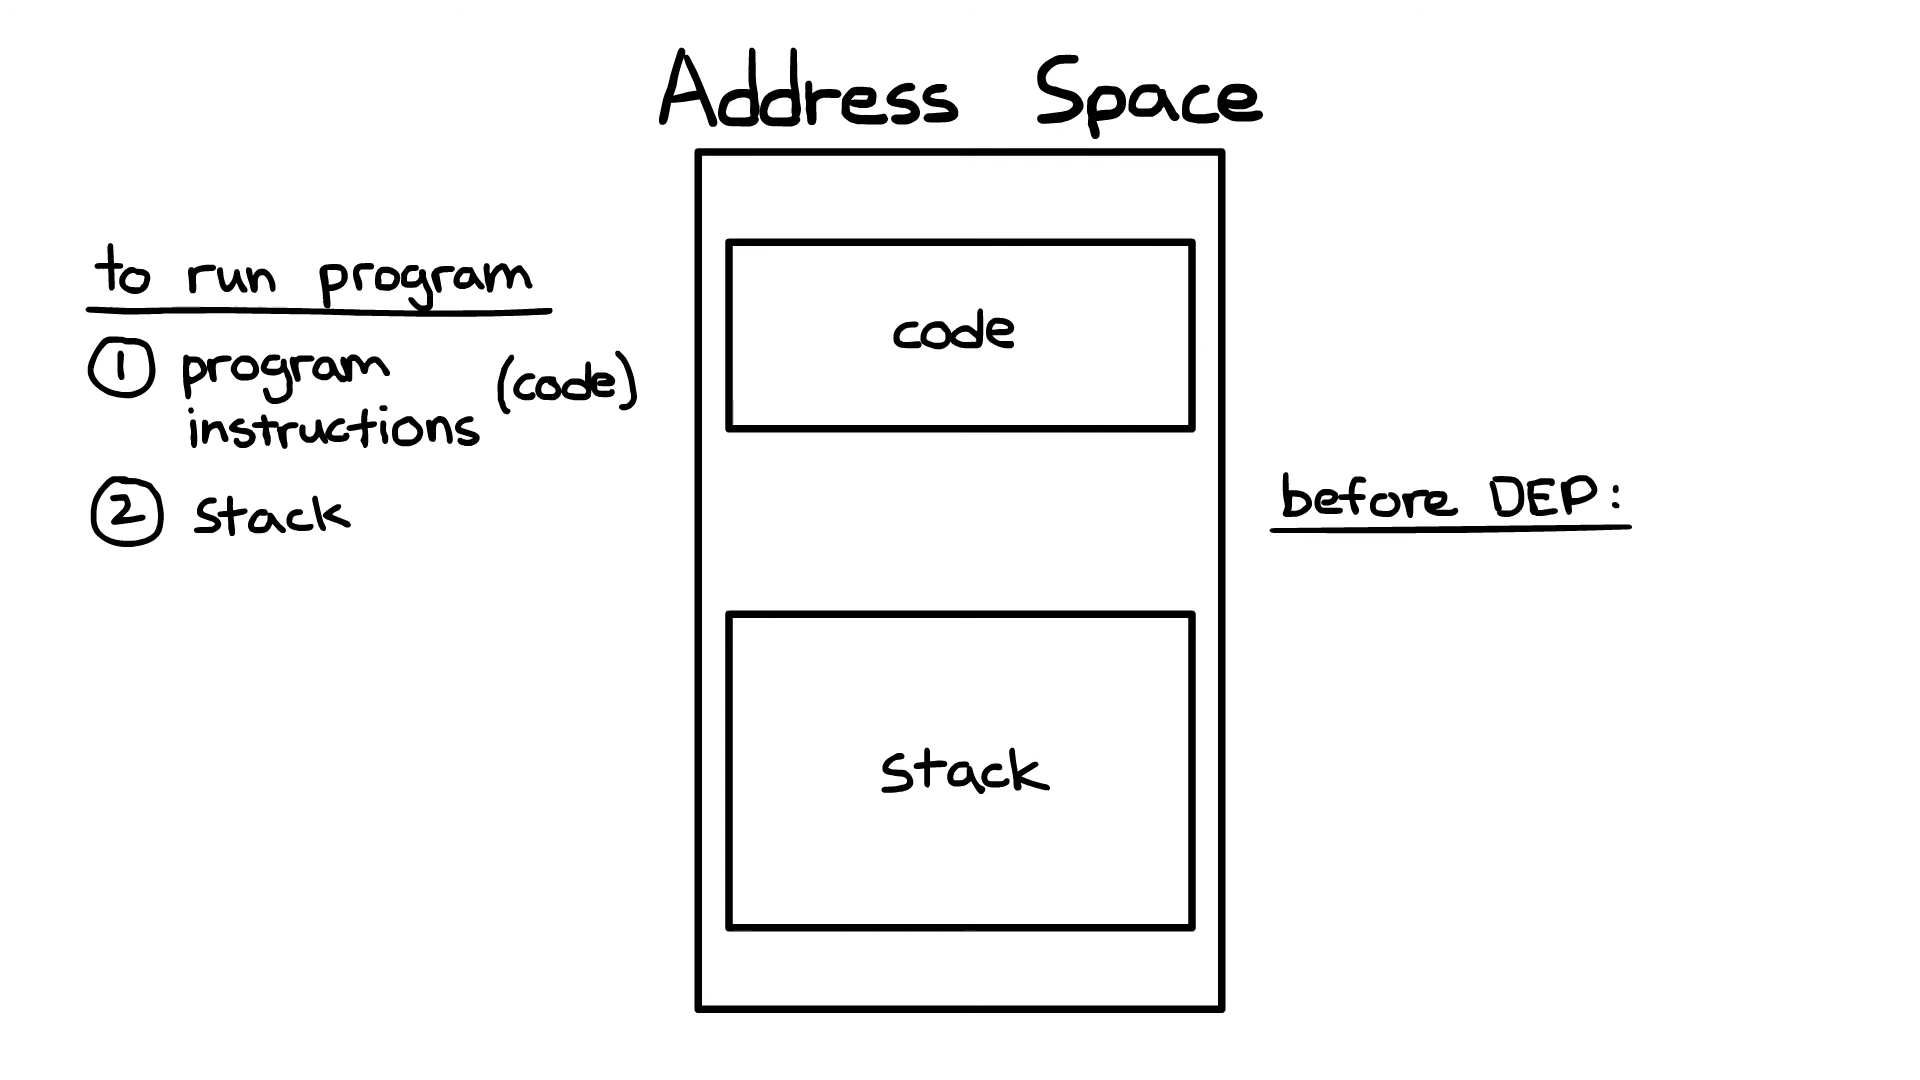 Address Space
to run program
1 program
instructions (code)
2 stack
code
before DEP:
stack